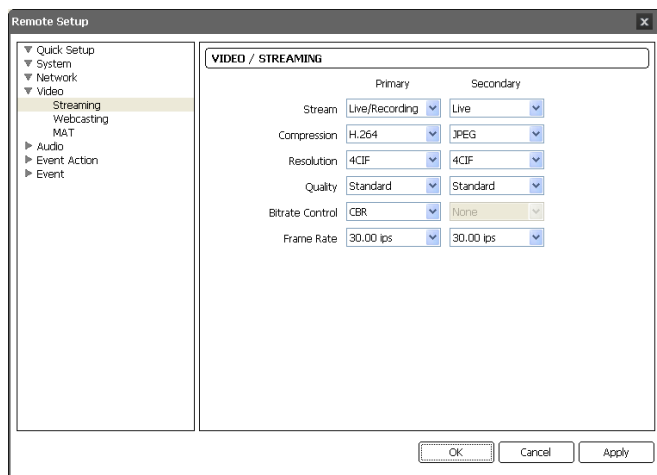 Remote Setup
x
Quick Setup
System
Network
Video
Streaming
Webcasting
MAT
Audio
Event Action
Event
VIDEO / STREAMING
Primary Secondary
Stream Live/Recording Live
Compression H.264 JPEG
Resolution 4CIF 4CIF
Quality Standard Standard
Bitrate Control CBR None
Frame Rate 30.00 ips 30.00 ips
OK Cancel Apply